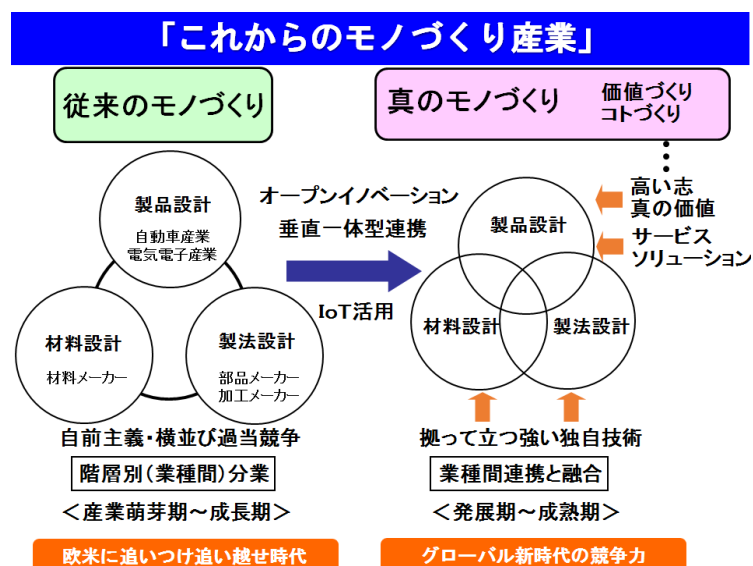 「これからのモノづくり産業」
従来のモノづくり
製品設計
自動車産業
電気電子産業
材料設計
材料メーカー
製法設計
部品メーカー
加工メーカー
自前主義・横並び過当競争
階層別(業種間)分業
＜産業萌芽期～成長期＞
欧米に追いつけ追い越せ時代
オープンイノベーション
垂直一体型連携
IoT活用
真のモノづくり
価値づくり
コトづくり
高い志
真の価値
サービス
ソリューション
製品設計
材料設計
製法設計
拠って立つ強い独自技術
業種間連携と融合
＜発展期～成熟期＞
グローバル新時代の競争力